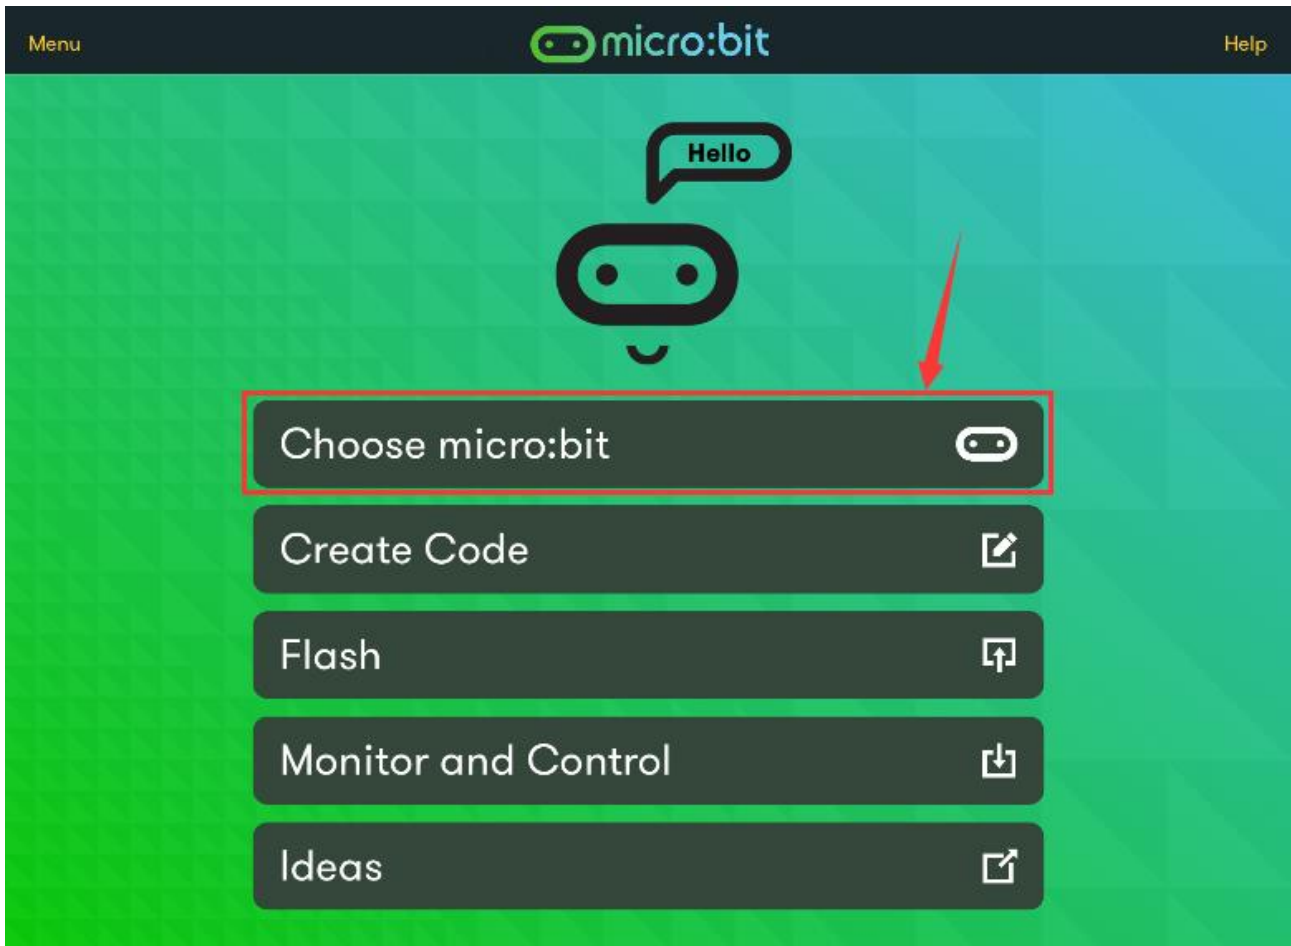 Menu
micro:bit
Help
Hello
Choose micro:bit
Create Code
Flash
Monitor and Control
Ideas